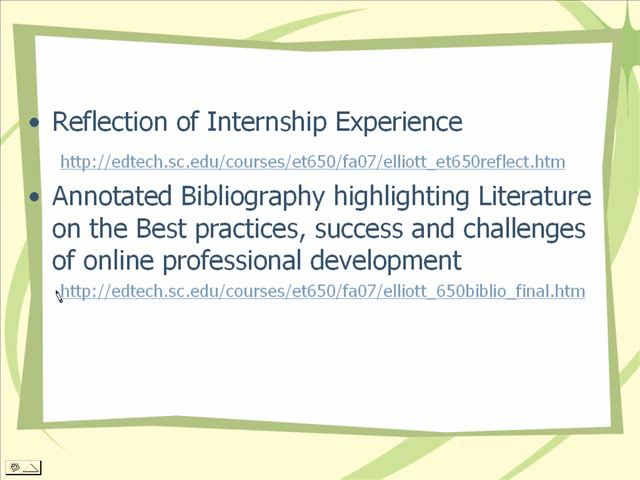 • Reflection of Internship Experience
http://edtech.sc.edu/courses/et650/fa07/elliott_et650reflect.htm
• Annotated Bibliography highlighting Literature
on the Best practices, success and challenges
of online professional development
http://edtech.sc.edu/courses/et650/fa07/elliott_650biblio_final.htm